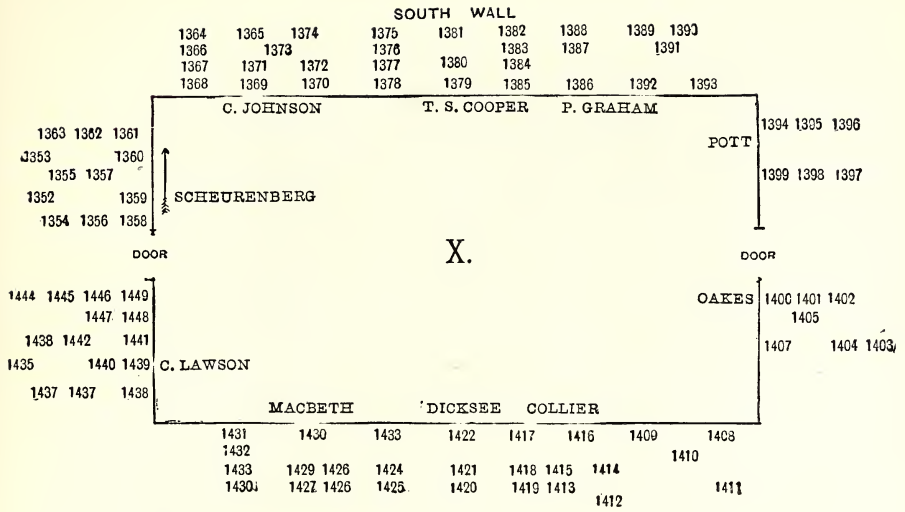 SOUTH WALL
1364 1365 1374 1375 1381 1382 1388 1389 1390
1366 1373 1376 1383 1387 1391
1367 1371 1372 1377 1380 1384
1368 1369 1370 1378 1379 1385 1386 1392 1393
C. JOHNSON T. S. COOPER P. GRAHAM
1363 1362 1361 1394 1395 1396
POTT
1353 1360
1355 1357 1399 1398 1397
1352 1359 SCHEURENBERG
1354 1356 1358
DOOR X. DOOR
1444 1445 1446 1449 OAKES 1400 1401 1402
1447 1448 1405
1438 1442 1441 1407 1404 1403
1435 1440 1439 C. LAWSON
1437 1437 1438
MACBETH DICKSEE COLLIER
1431 1430 1433 1422 1417 1416 1409 1408
1432 1410
1433 1429 1426 1424 1421 1418 1415 1414
1430 1427 1426 1425 1420 1419 1413 1411
1412